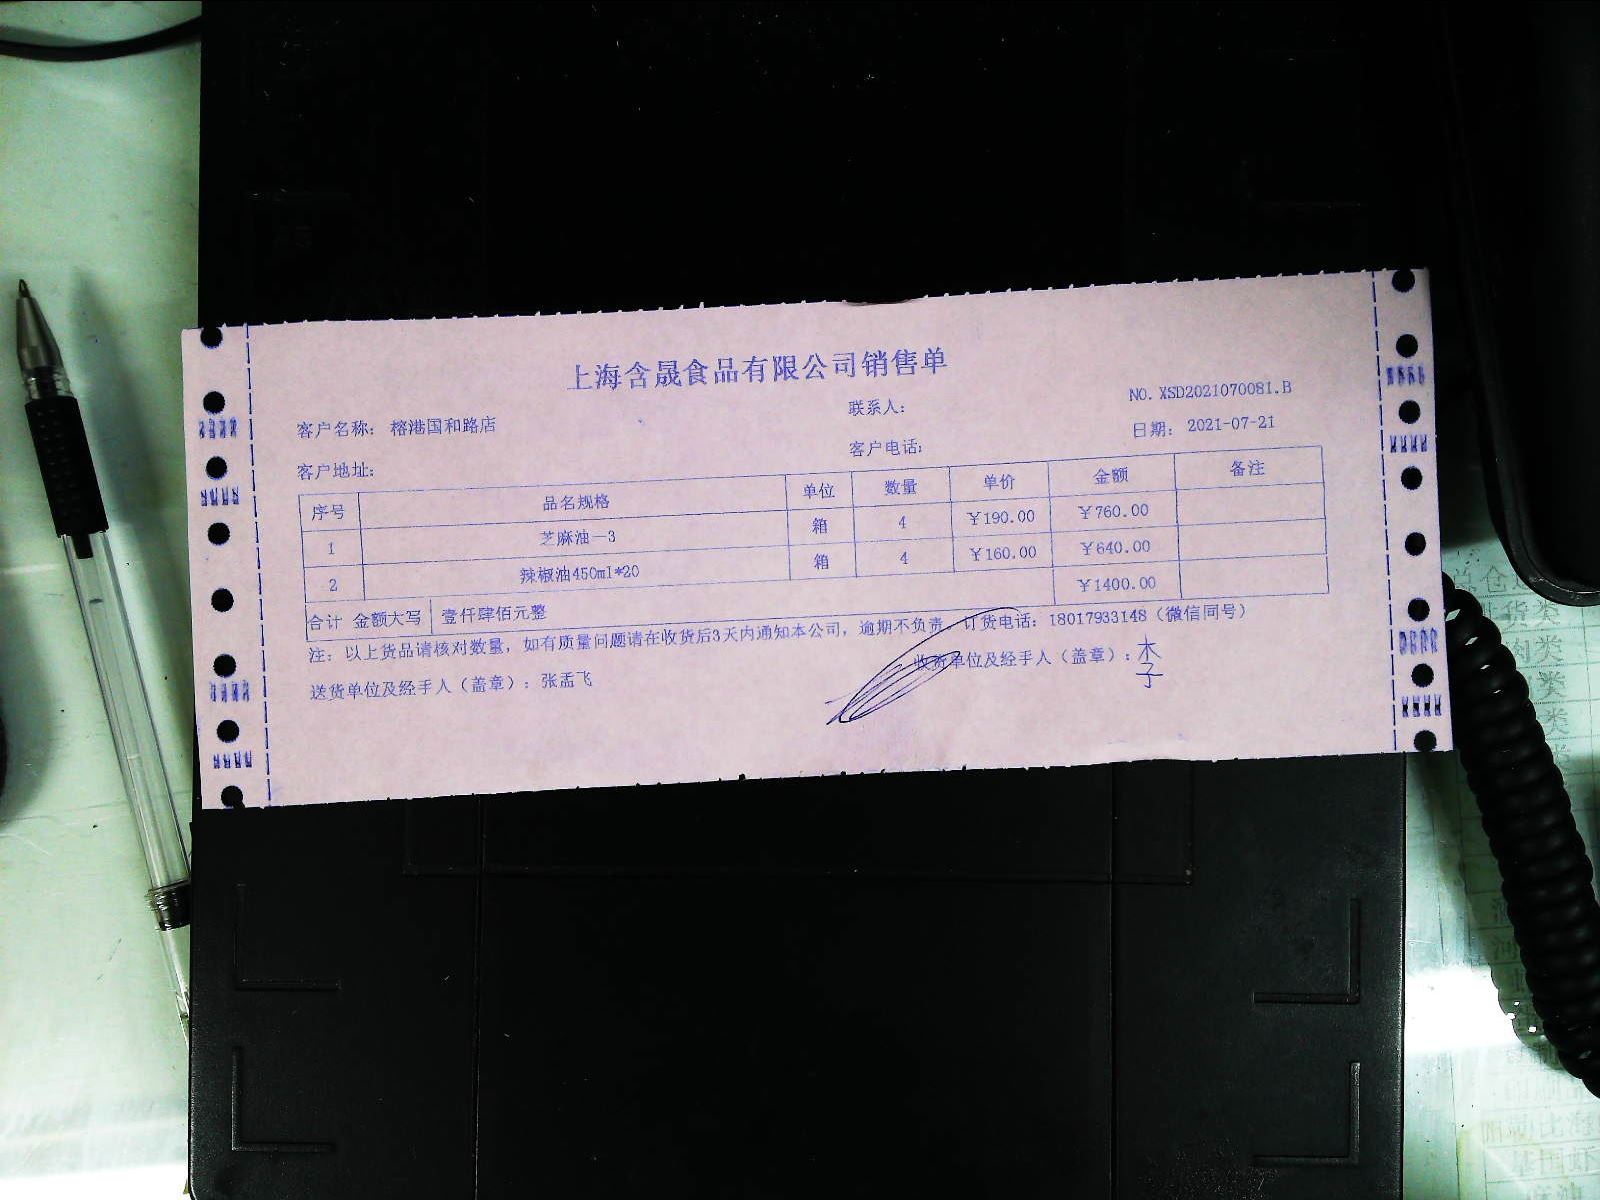 上海含晟食品有限公司销售单
客户名称: 榕港国和路店 联系人: NO. XSD2021070081.B
客户地址: 客户电话: 日期: 2021-07-21
序号 品名规格 单位 数量 单价 金额 备注
1 芝麻油-3 箱 4 ¥190.00 ¥760.00
2 辣椒油450ml*20 箱 4 ¥160.00 ¥640.00
合计 金额大写 壹仟肆佰元整 ¥1400.00
注: 以上货品请核对数量, 如有质量问题请在收货后3天内通知本公司, 逾期不负责 订货电话: 18017933148 (微信同号)
送货单位及经手人 (盖章): 张孟飞 收货单位及经手人 (盖章): 木子